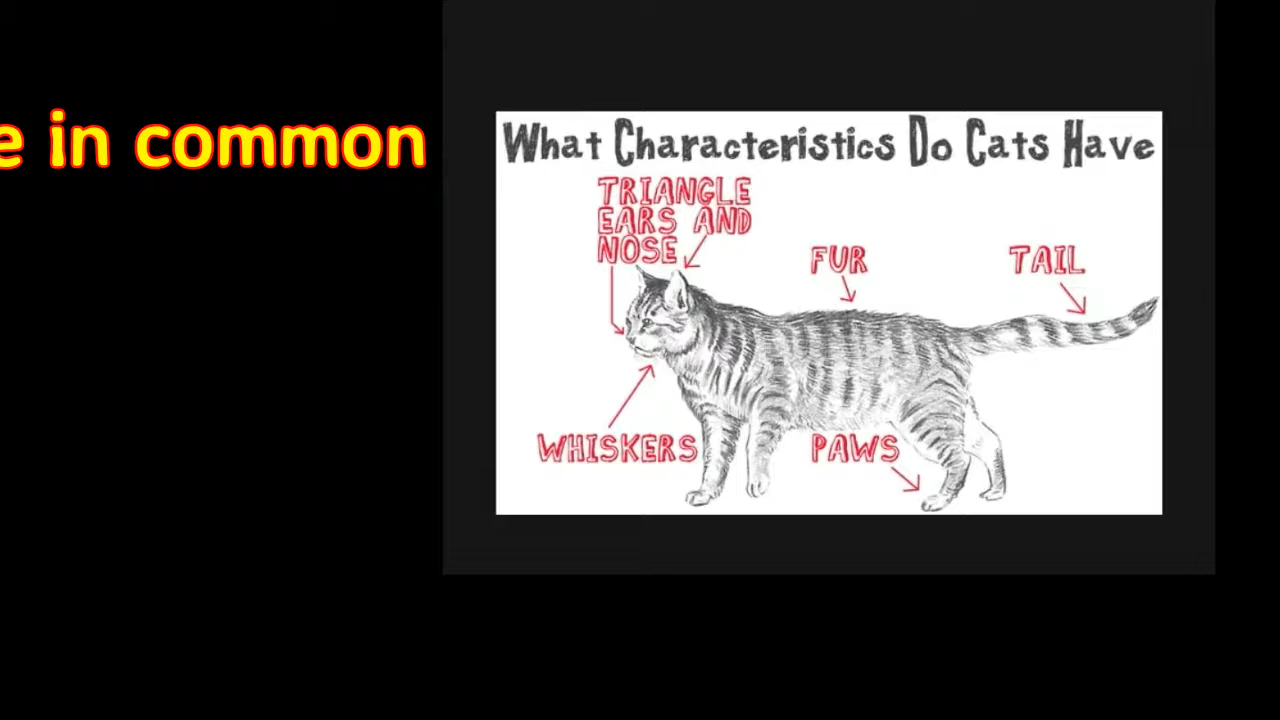 e in common
What Characteristics Do Cats Have
TRIANGLE
EARS AND
NOSE
FUR
TAIL
WHISKERS
PAWS